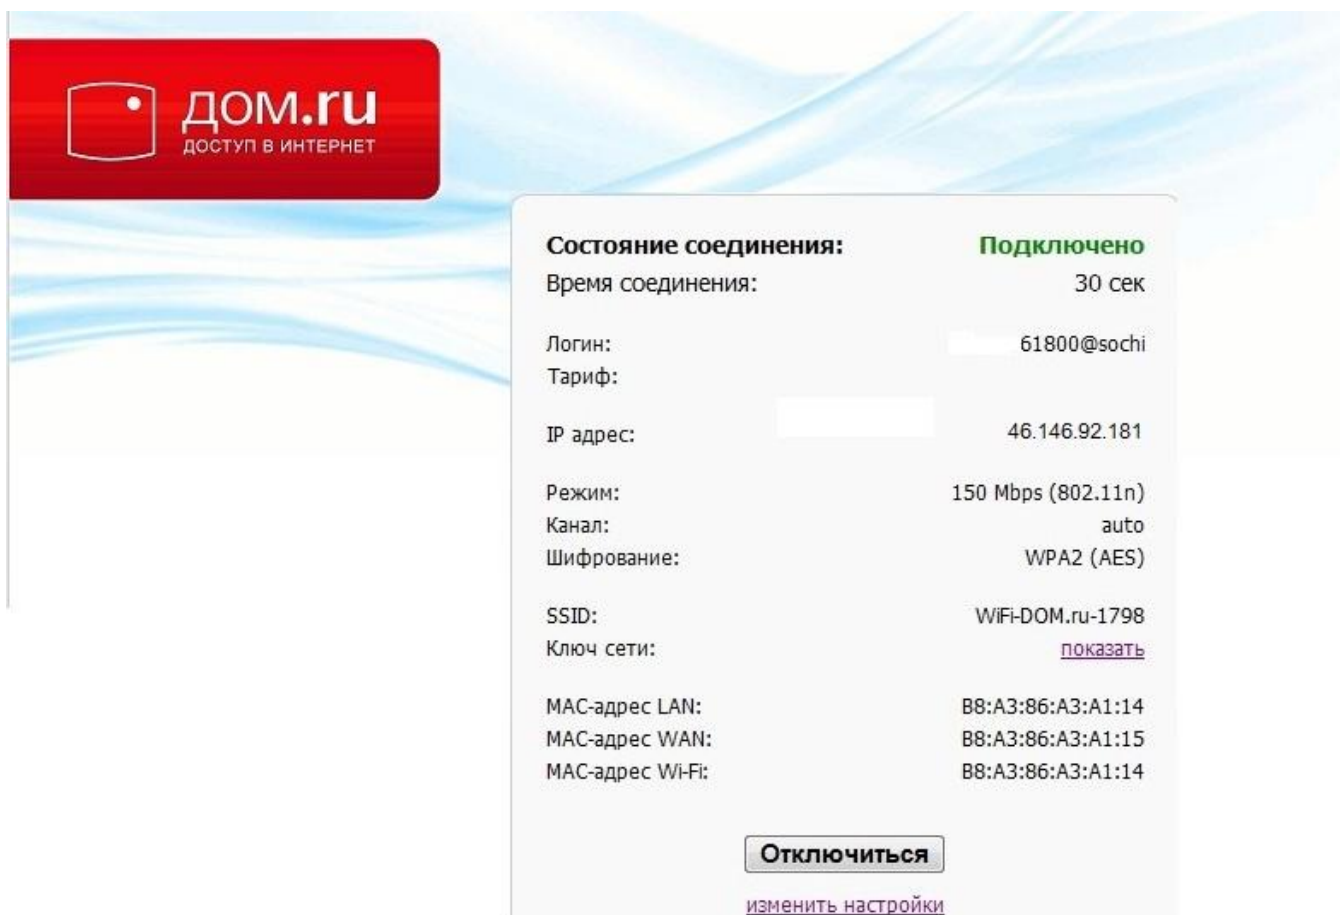 ДОМ.ru
ДОСТУП В ИНТЕРНЕТ
Состояние соединения: Подключено
Время соединения: 30 сек
Логин: 61800@sochi
Тариф:
IP адрес: 46.146.92.181
Режим: 150 Mbps (802.11n)
Канал: auto
Шифрование: WPA2 (AES)
SSID: WiFi-DOM.ru-1798
Ключ сети: показать
MAC-адрес LAN: B8:A3:86:A3:A1:14
MAC-адрес WAN: B8:A3:86:A3:A1:15
MAC-адрес Wi-Fi: B8:A3:86:A3:A1:14
Отключиться
изменить настройки